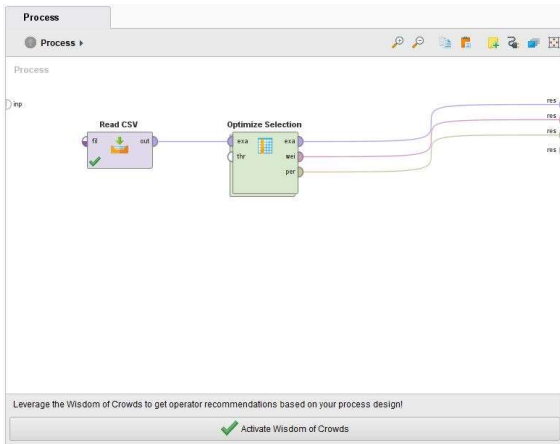 Process
Process
Process
inp
Read CSV
fil
out
Optimize Selection
exa
exa
thr
wei
per
res
res
res
res
Leverage the Wisdom of Crowds to get operator recommendations based on your process design!
Activate Wisdom of Crowds